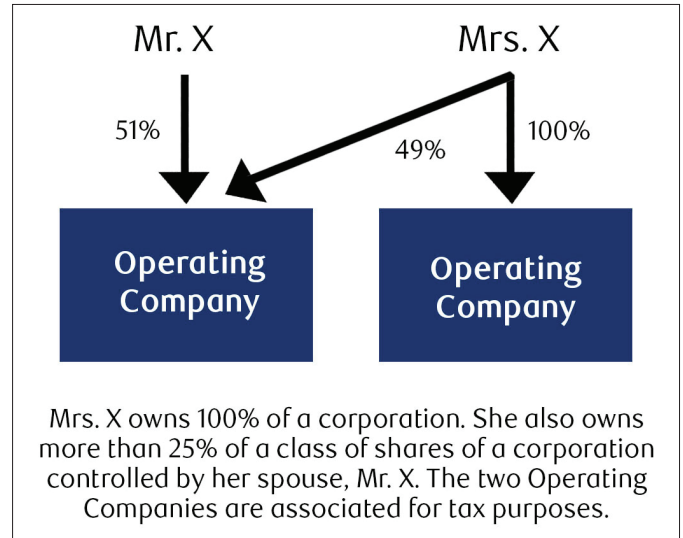 Mr. X
Mrs. X
51%
49%
100%
Operating
Company
Operating
Company
Mrs. X owns 100% of a corporation. She also owns
more than 25% of a class of shares of a corporation
controlled by her spouse, Mr. X. The two Operating
Companies are associated for tax purposes.